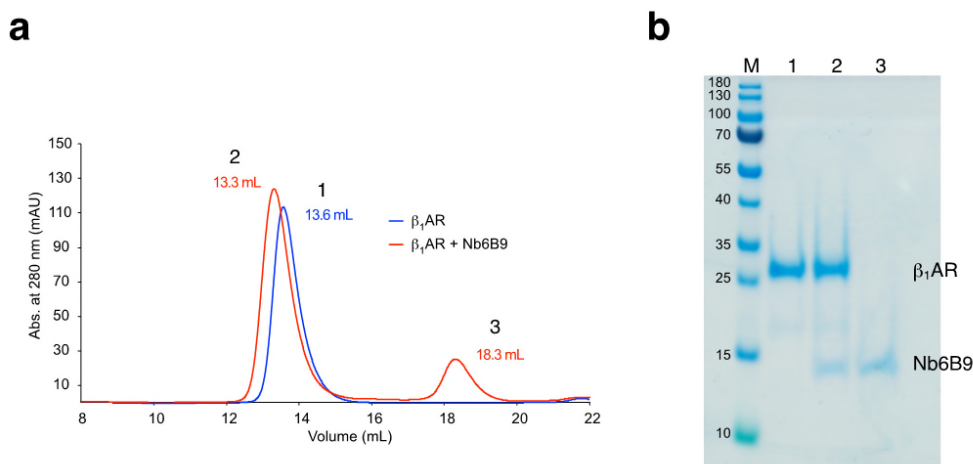 a
150
130
110
90
70
50
30
10
Abs. at 280 nm (mAU)
2
13.3 mL
1
13.6 mL
β₁AR
β₁AR + Nb6B9
3
18.3 mL
8
10
12
14
16
18
20
22
Volume (mL)
b
M 1 2 3
180
130
100
70
55
40
35
25
15
10
β₁AR
Nb6B9